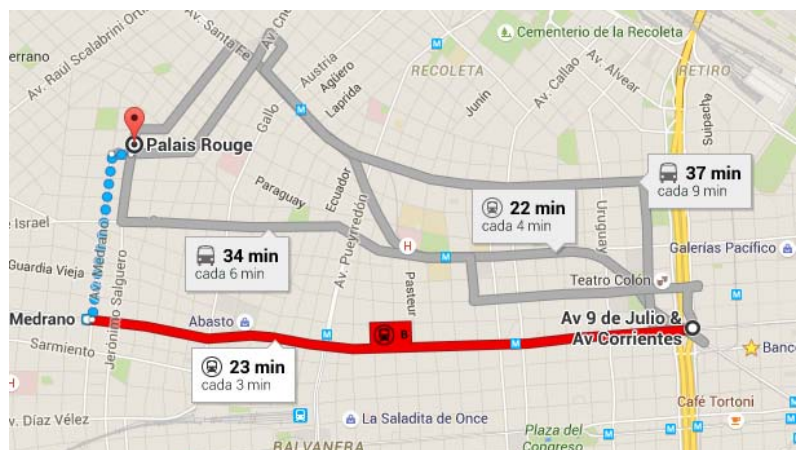 Av. Santa Fe
Av. Cno
Cementerio de la Recoleta
Av. Raúl Scalabrini Orti
errano
Austria
Agüero
Laprida
RECOLETA
Av. Callao
Av. Alvear
RETIRO
M
Junín
Suipacha
Gallo
M
Palais Rouge
37 min
cada 9 min
Paraguay
Ecuador
22 min
cada 4 min
Uruguay
e Israel
34 min
cada 6 min
H
M
M
Galerías Pacífico
Guardia Vieja
Av. Medrano
Jerónimo Salguero
Av. Pueyrredón
Pasteur
Teatro Colón
Medrano
Abasto
M
B
M
Av 9 de Julio &
Av Corrientes
Sarmiento
23 min
cada 3 min
Banco
H
Café Tortoni
v. Díaz Vélez
La Saladita de Once
M
M
M
M
BALVANERA
Plaza del
Congreso